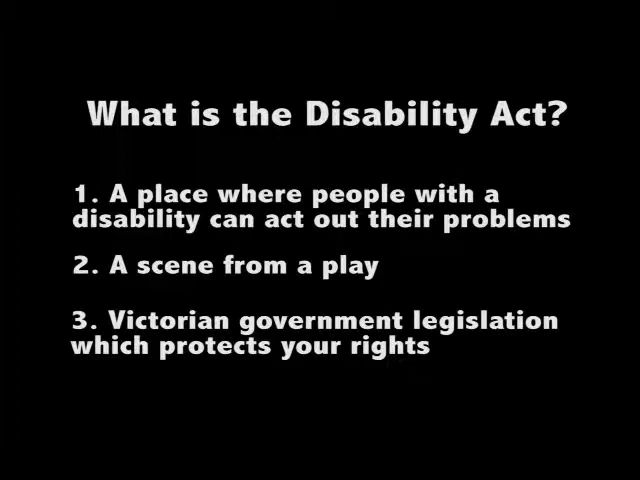 What is the Disability Act?
1. A place where people with a
disability can act out their problems
2. A scene from a play
3. Victorian government legislation
which protects your rights